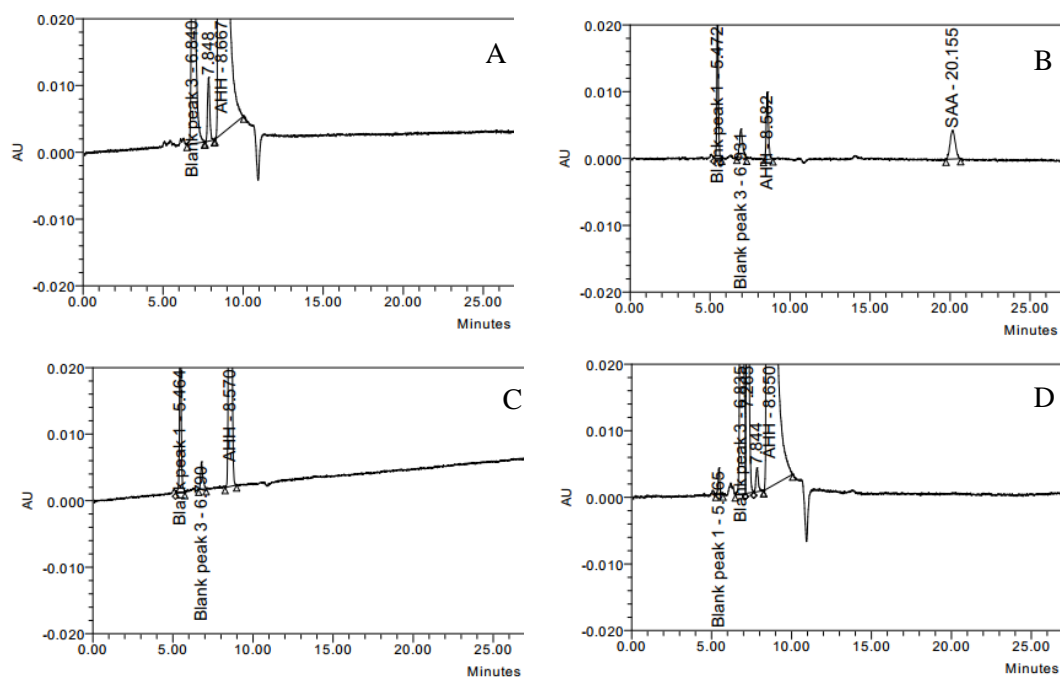 0.020
0.010
0.000
-0.010
-0.020
AU
Blank peak 3 - 6.840
7.848
AHH - 8.667
A
0.00 5.00 10.00 15.00 20.00 25.00
Minutes
0.020
0.010
0.000
-0.010
-0.020
AU
Blank peak 1 - 5.472
Blank peak 3 - 6.931
AHH - 8.582
SAA - 20.155
B
0.00 5.00 10.00 15.00 20.00 25.00
Minutes
0.020
0.010
0.000
-0.010
-0.020
AU
Blank peak 1 - 5.464
Blank peak 3 - 6.790
AHH - 8.570
C
0.00 5.00 10.00 15.00 20.00 25.00
Minutes
0.020
0.010
0.000
-0.010
-0.020
AU
Blank peak 1 - 5.465
Blank peak 3 -
7.844
AHH - 8.650
D
0.00 5.00 10.00 15.00 20.00 25.00
Minutes